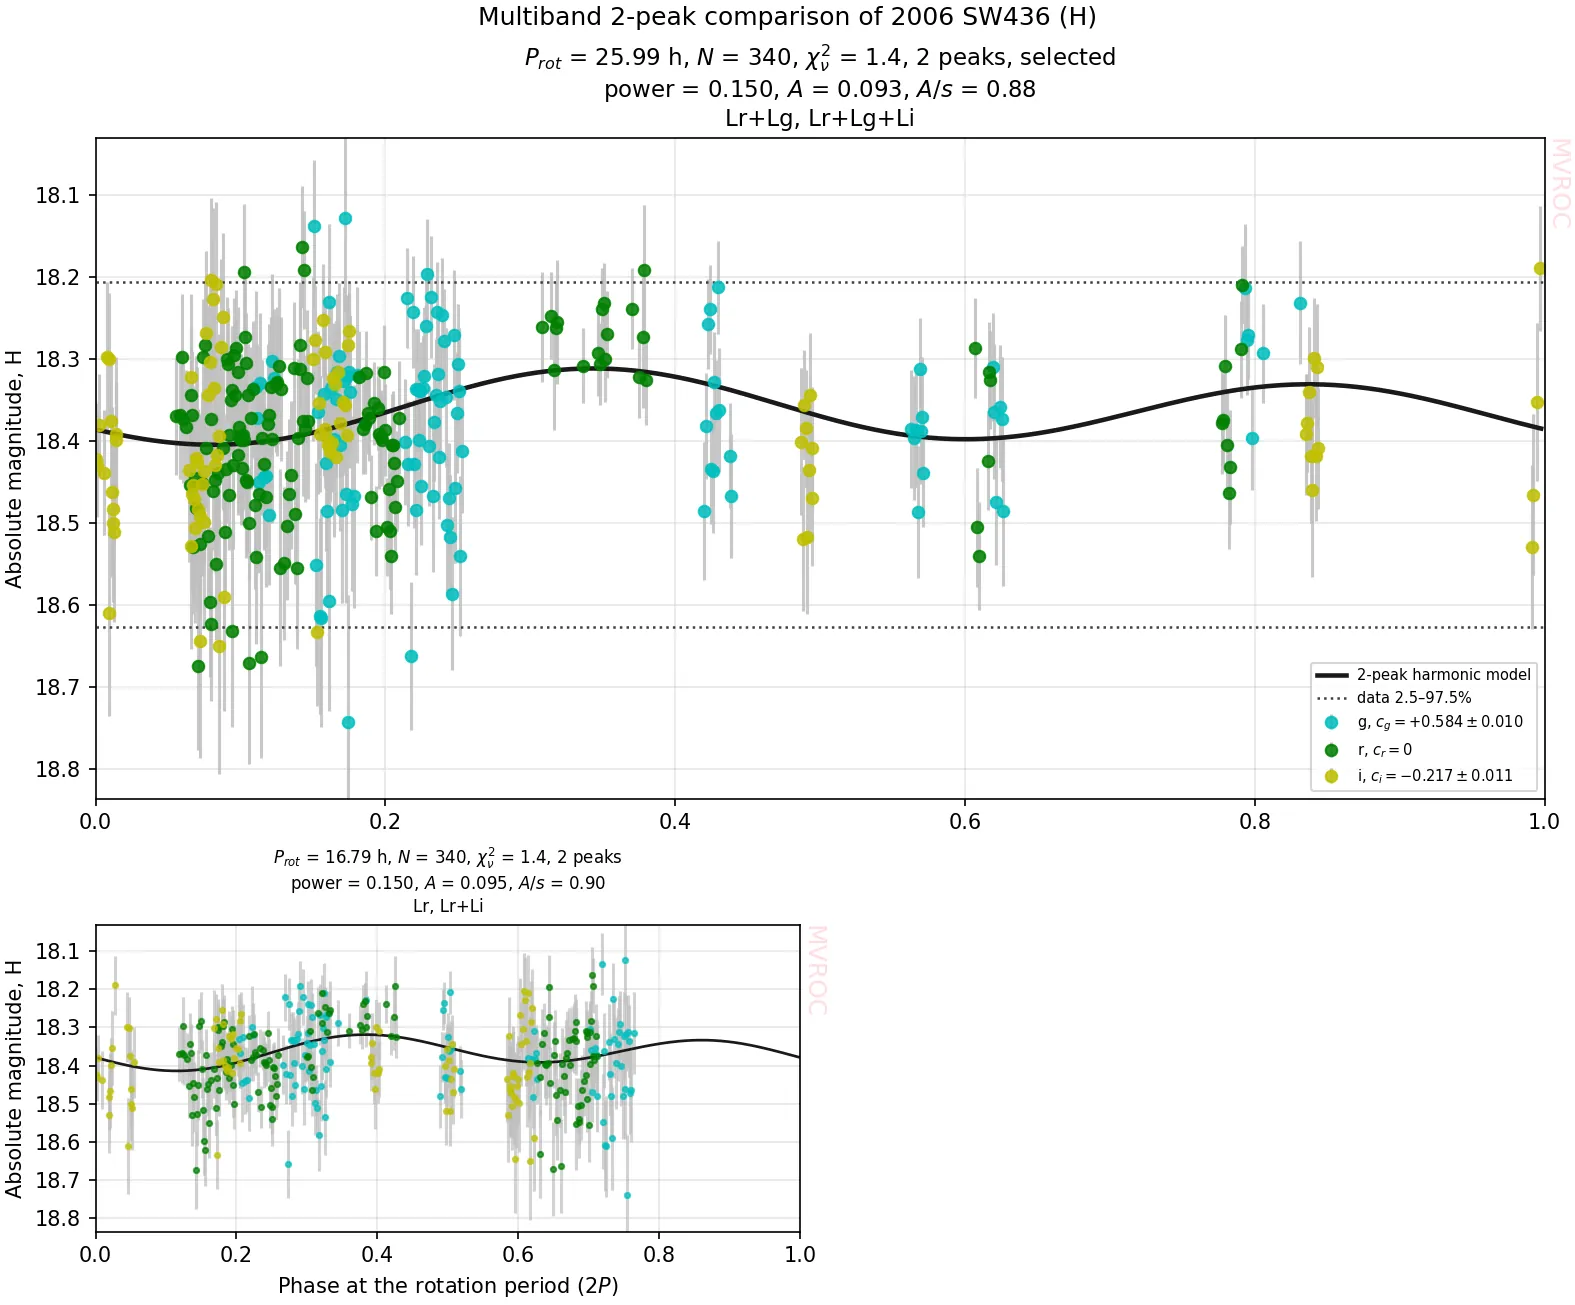 Multiband 2-peak comparison of 2006 SW436 (H)
P_rot = 25.99 h, N = 340, χ²_ν = 1.4, 2 peaks, selected
power = 0.150, A = 0.093, A/s = 0.88
Lr+Lg, Lr+Lg+Li
MVROC
Absolute magnitude, H
18.1
18.2
18.3
18.4
18.5
18.6
18.7
18.8
2-peak harmonic model
data 2.5–97.5%
g, c_g = +0.584 ± 0.010
r, c_r = 0
i, c_i = −0.217 ± 0.011
0.0 0.2 0.4 0.6 0.8 1.0
P_rot = 16.79 h, N = 340, χ²_ν = 1.4, 2 peaks
power = 0.150, A = 0.095, A/s = 0.90
Lr, Lr+Li
MVROC
Absolute magnitude, H
18.1
18.2
18.3
18.4
18.5
18.6
18.7
18.8
0.0 0.2 0.4 0.6 0.8 1.0
Phase at the rotation period (2P)